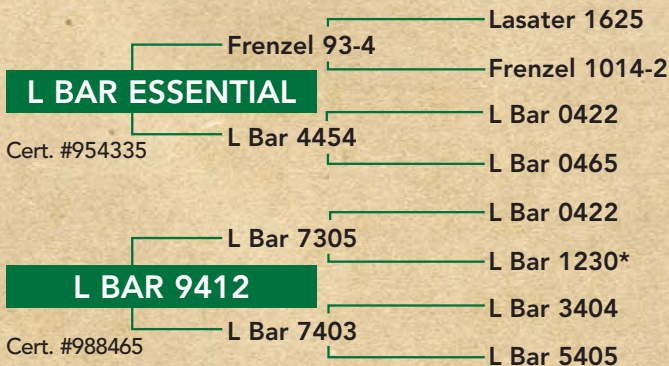 Lasater 1625
Frenzel 93-4
Frenzel 1014-2
L BAR ESSENTIAL
L Bar 0422
L Bar 4454
Cert. #954335
L Bar 0465
L Bar 0422
L Bar 7305
L Bar 1230*
L BAR 9412
L Bar 3404
L Bar 7403
Cert. #988465
L Bar 5405